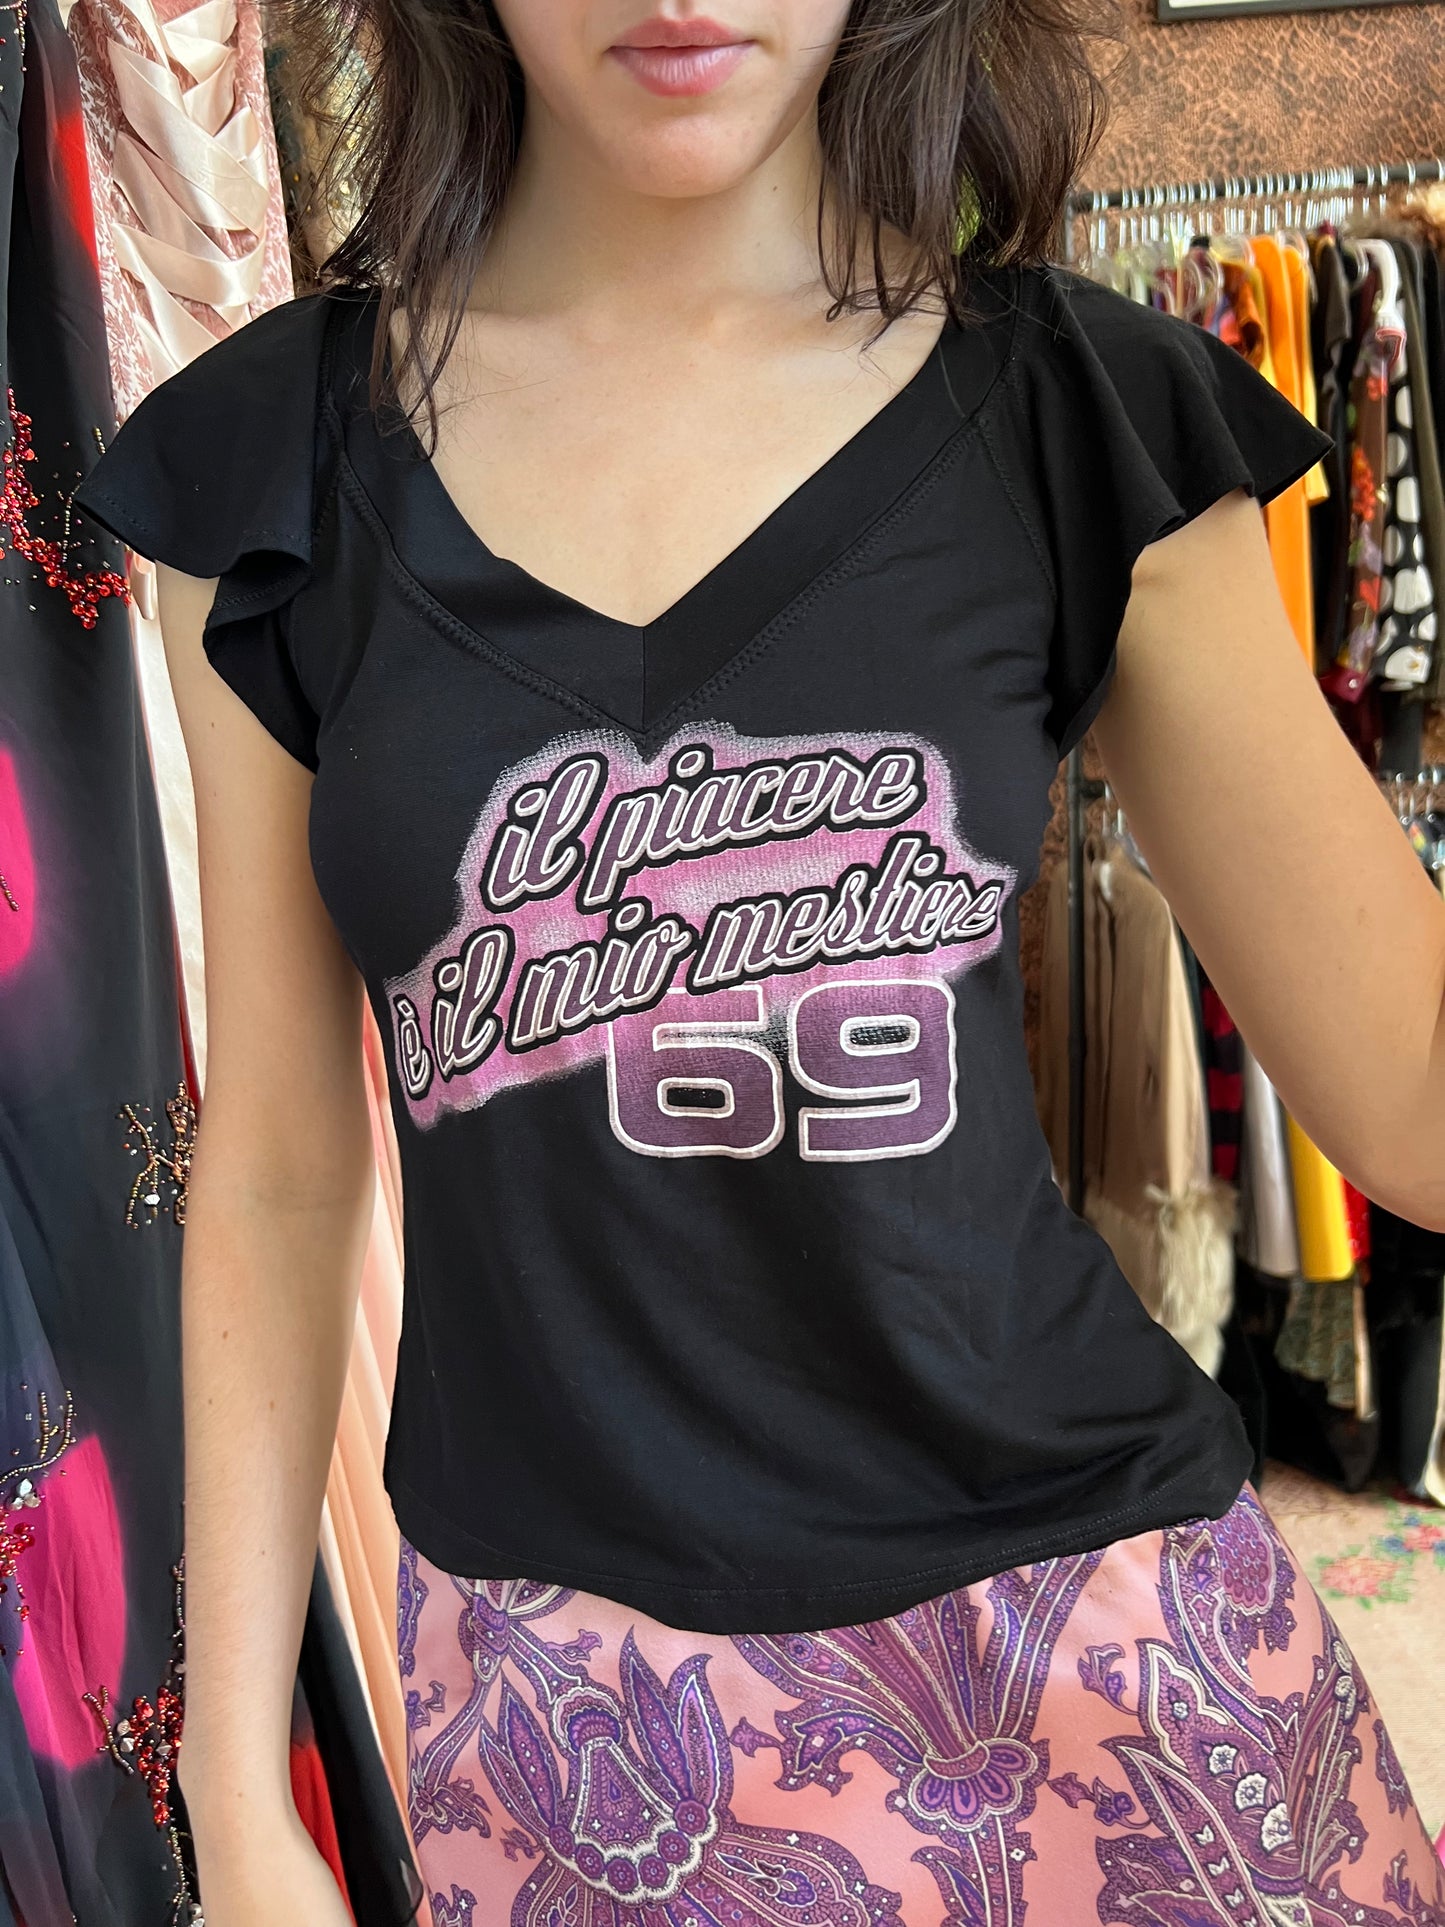 il piacere
è il mio mestiere
69